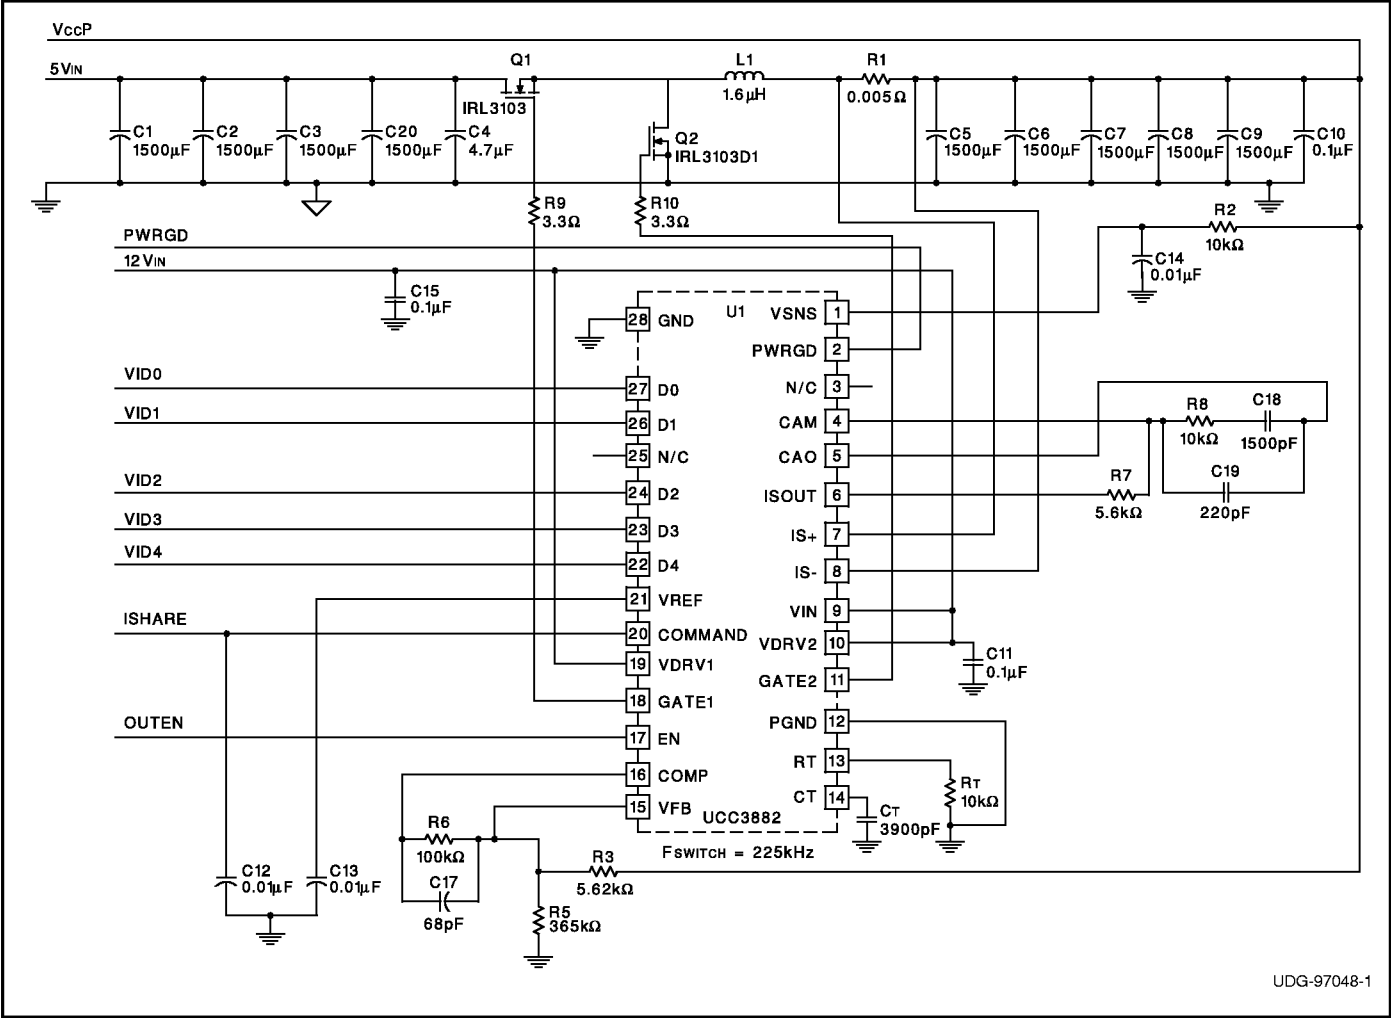 VCCP
5VIN
Q1
IRL3103
L1
1.6µH
R1
0.005Ω
C1
1500µF
C2
1500µF
C3
1500µF
C20
1500µF
C4
4.7µF
Q2
IRL3103D1
C5
1500µF
C6
1500µF
C7
1500µF
C8
1500µF
C9
1500µF
C10
0.1µF
R9
3.3Ω
R10
3.3Ω
R2
10kΩ
PWRGD
12VIN
C14
0.01µF
C15
0.1µF
U1
28 GND
VSNS 1
PWRGD 2
VID0
27 D0
N/C 3
VID1
26 D1
CAM 4
R8
10kΩ
C18
1500pF
25 N/C
CAO 5
C19
220pF
VID2
24 D2
ISOUT 6
R7
5.6kΩ
VID3
23 D3
IS+ 7
VID4
22 D4
IS- 8
21 VREF
VIN 9
ISHARE
20 COMMAND
VDRV2 10
C11
0.1µF
19 VDRV1
GATE2 11
18 GATE1
OUTEN
17 EN
PGND 12
16 COMP
RT 13
RT
10kΩ
15 VFB
CT 14
CT
3900pF
UCC3882
FSWITCH = 225kHz
R6
100kΩ
C17
68pF
R3
5.62kΩ
R5
365kΩ
C12
0.01µF
C13
0.01µF
UDG-97048-1